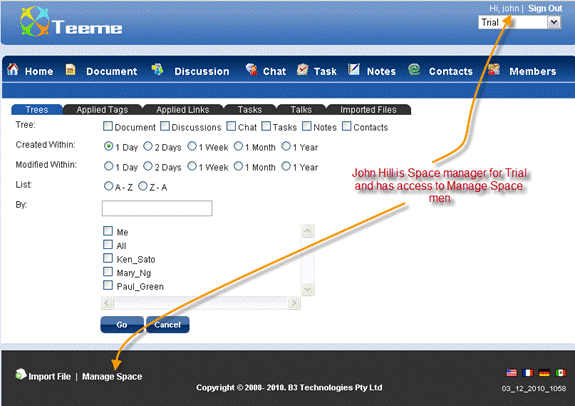 Hi, john | Sign Out
Teeme
Trial
Home Document Discussion Chat Task Notes Contacts Members
Trees Applied Tags Applied Links Tasks Talks Imported Files
Tree: Document Discussions Chat Tasks Notes Contacts
Created Within: 1 Day 2 Days 1 Week 1 Month 1 Year
Modified Within: 1 Day 2 Days 1 Week 1 Month 1 Year
List: A - Z Z - A
By:
John Hill is Space manager for Trial
and has access to Manage Space
men
Me
All
Ken_Sato
Mary_Ng
Paul_Green
Go Cancel
Import File | Manage Space
Copyright © 2008- 2010. B3 Technologies Pty Ltd
03_12_2010_1058